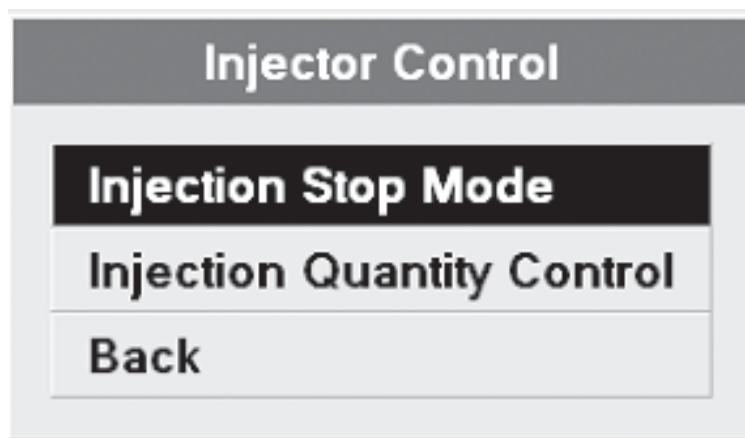 Injector Control
Injection Stop Mode
Injection Quantity Control
Back